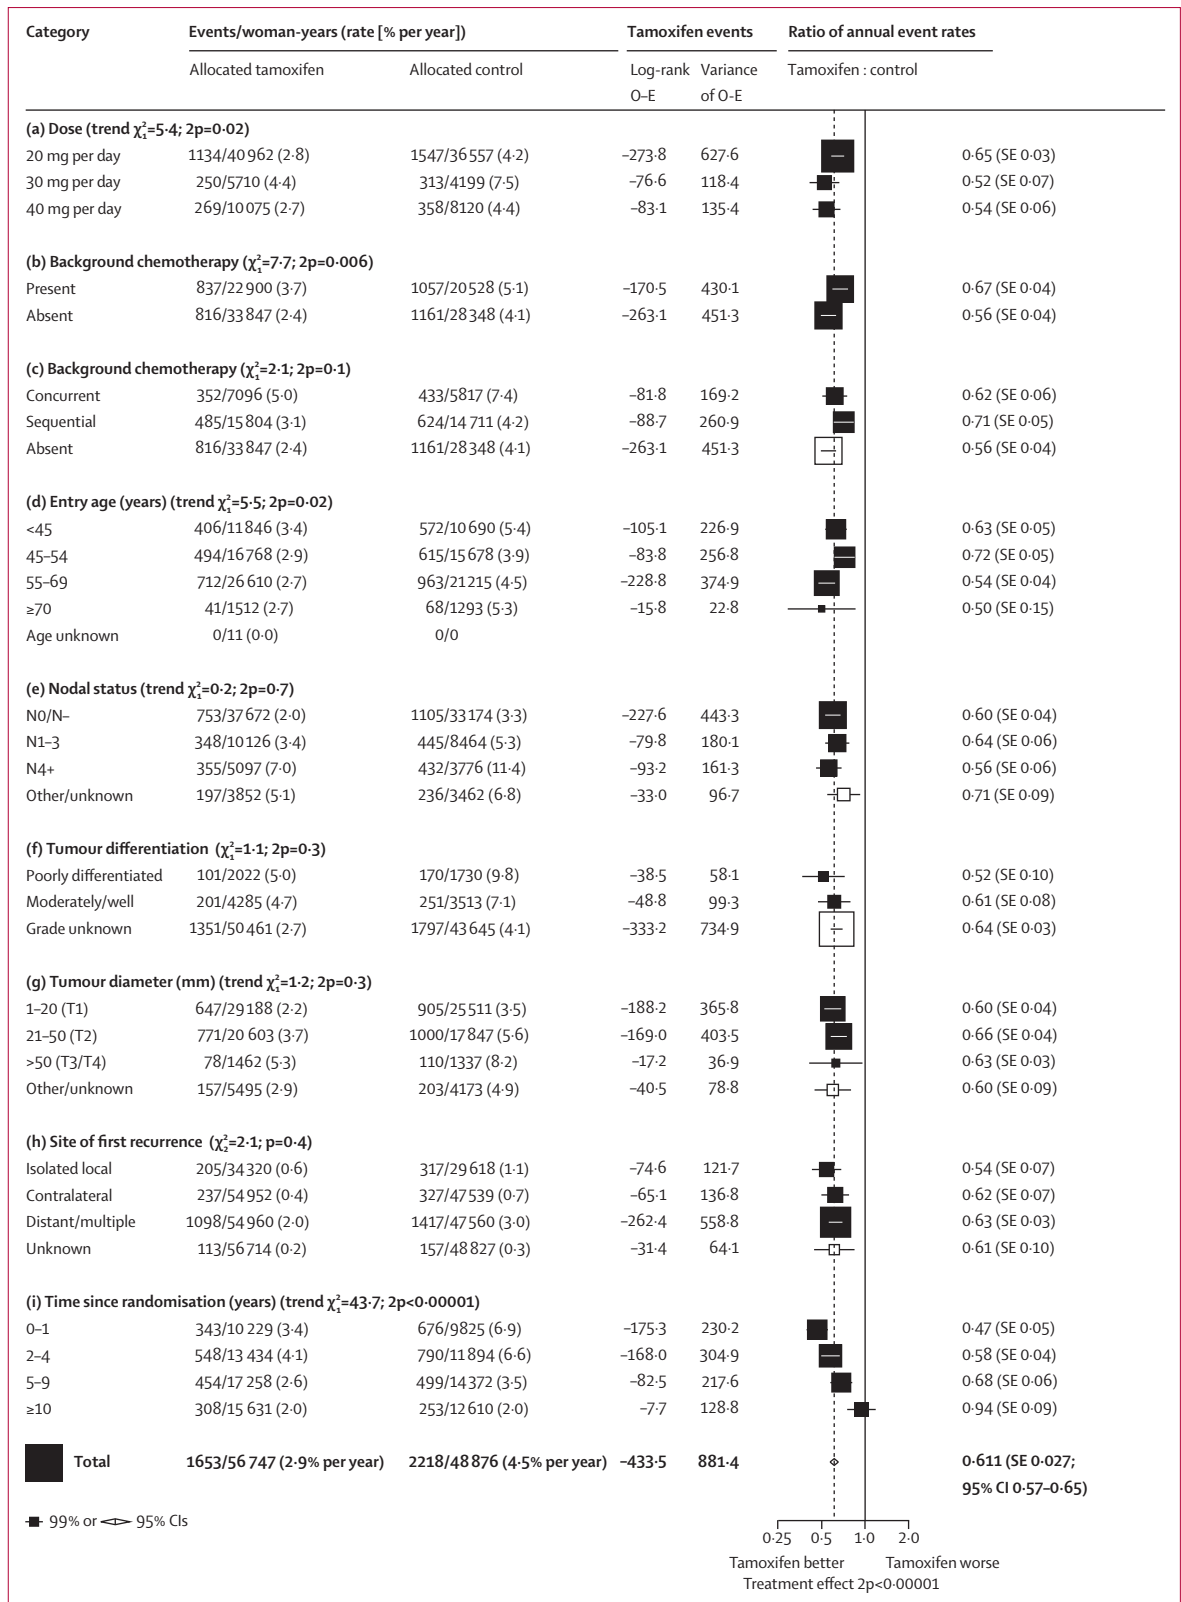 Category Events/woman-years (rate [% per year]) Tamoxifen events Ratio of annual event rates
Allocated tamoxifen Allocated control Log-rank O–E Variance of O-E Tamoxifen : control
(a) Dose (trend χ²₁=5·4; 2p=0·02)
20 mg per day 1134/40 962 (2·8) 1547/36 557 (4·2) –273·8 627·6 0·65 (SE 0·03)
30 mg per day 250/5710 (4·4) 313/4199 (7·5) –76·6 118·4 0·52 (SE 0·07)
40 mg per day 269/10 075 (2·7) 358/8120 (4·4) –83·1 135·4 0·54 (SE 0·06)
(b) Background chemotherapy (χ²₁=7·7; 2p=0·006)
Present 837/22 900 (3·7) 1057/20 528 (5·1) –170·5 430·1 0·67 (SE 0·04)
Absent 816/33 847 (2·4) 1161/28 348 (4·1) –263·1 451·3 0·56 (SE 0·04)
(c) Background chemotherapy (χ²₁=2·1; 2p=0·1)
Concurrent 352/7096 (5·0) 433/5817 (7·4) –81·8 169·2 0·62 (SE 0·06)
Sequential 485/15 804 (3·1) 624/14 711 (4·2) –88·7 260·9 0·71 (SE 0·05)
Absent 816/33 847 (2·4) 1161/28 348 (4·1) –263·1 451·3 0·56 (SE 0·04)
(d) Entry age (years) (trend χ²₁=5·5; 2p=0·02)
<45 406/11 846 (3·4) 572/10 690 (5·4) –105·1 226·9 0·63 (SE 0·05)
45–54 494/16 768 (2·9) 615/15 678 (3·9) –83·8 256·8 0·72 (SE 0·05)
55–69 712/26 610 (2·7) 963/21 215 (4·5) –228·8 374·9 0·54 (SE 0·04)
≥70 41/1512 (2·7) 68/1293 (5·3) –15·8 22·8 0·50 (SE 0·15)
Age unknown 0/11 (0·0) 0/0
(e) Nodal status (trend χ²₁=0·2; 2p=0·7)
N0/N– 753/37 672 (2·0) 1105/33 174 (3·3) –227·6 443·3 0·60 (SE 0·04)
N1–3 348/10 126 (3·4) 445/8464 (5·3) –79·8 180·1 0·64 (SE 0·06)
N4+ 355/5097 (7·0) 432/3776 (11·4) –93·2 161·3 0·56 (SE 0·06)
Other/unknown 197/3852 (5·1) 236/3462 (6·8) –33·0 96·7 0·71 (SE 0·09)
(f) Tumour differentiation (χ²₁=1·1; 2p=0·3)
Poorly differentiated 101/2022 (5·0) 170/1730 (9·8) –38·5 58·1 0·52 (SE 0·10)
Moderately/well 201/4285 (4·7) 251/3513 (7·1) –48·8 99·3 0·61 (SE 0·08)
Grade unknown 1351/50 461 (2·7) 1797/43 645 (4·1) –333·2 734·9 0·64 (SE 0·03)
(g) Tumour diameter (mm) (trend χ²₁=1·2; 2p=0·3)
1–20 (T1) 647/29 188 (2·2) 905/25 511 (3·5) –188·2 365·8 0·60 (SE 0·04)
21–50 (T2) 771/20 603 (3·7) 1000/17 847 (5·6) –169·0 403·5 0·66 (SE 0·04)
>50 (T3/T4) 78/1462 (5·3) 110/1337 (8·2) –17·2 36·9 0·63 (SE 0·03)
Other/unknown 157/5495 (2·9) 203/4173 (4·9) –40·5 78·8 0·60 (SE 0·09)
(h) Site of first recurrence (χ²₂=2·1; p=0·4)
Isolated local 205/34 320 (0·6) 317/29 618 (1·1) –74·6 121·7 0·54 (SE 0·07)
Contralateral 237/54 952 (0·4) 327/47 539 (0·7) –65·1 136·8 0·62 (SE 0·07)
Distant/multiple 1098/54 960 (2·0) 1417/47 560 (3·0) –262·4 558·8 0·63 (SE 0·03)
Unknown 113/56 714 (0·2) 157/48 827 (0·3) –31·4 64·1 0·61 (SE 0·10)
(i) Time since randomisation (years) (trend χ²₁=43·7; 2p<0·00001)
0–1 343/10 229 (3·4) 676/9825 (6·9) –175·3 230·2 0·47 (SE 0·05)
2–4 548/13 434 (4·1) 790/11 894 (6·6) –168·0 304·9 0·58 (SE 0·04)
5–9 454/17 258 (2·6) 499/14 372 (3·5) –82·5 217·6 0·68 (SE 0·06)
≥10 308/15 631 (2·0) 253/12 610 (2·0) –7·7 128·8 0·94 (SE 0·09)
Total 1653/56 747 (2·9% per year) 2218/48 876 (4·5% per year) –433·5 881·4 0·611 (SE 0·027;
95% CI 0·57–0·65)
99% or 95% CIs
0·25 0·5 1·0 2·0
Tamoxifen better Tamoxifen worse
Treatment effect 2p<0·00001